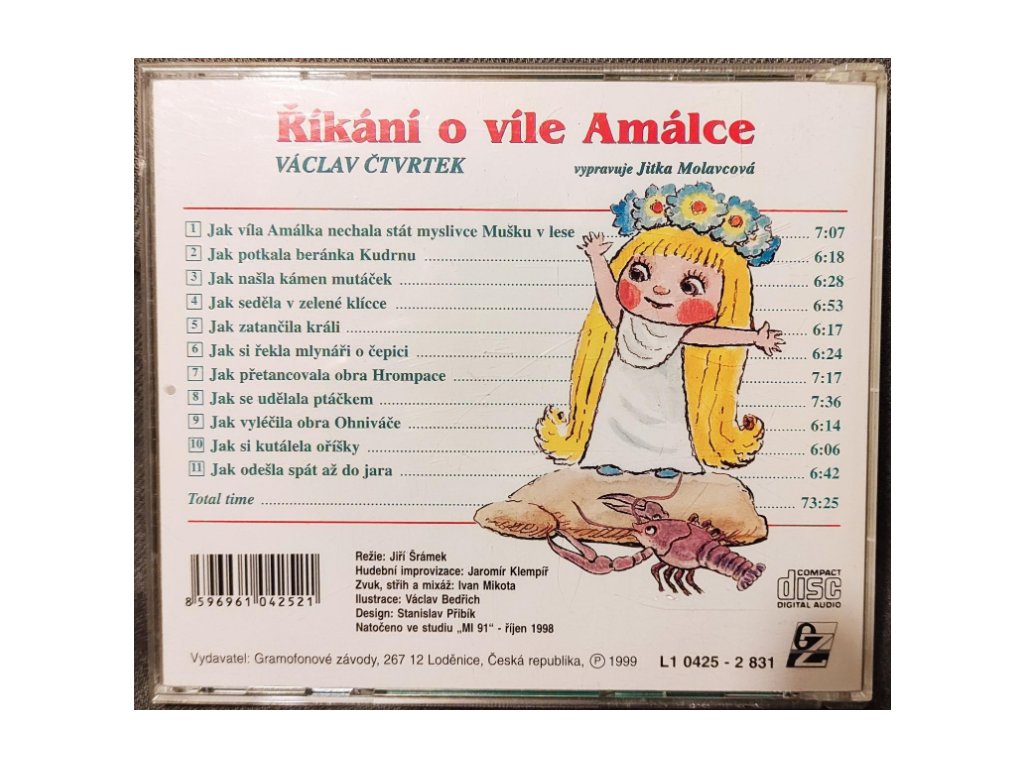 Říkání o víle Amálce
VÁCLAV ČTVRTEK vypravuje Jitka Molavcová
1 Jak víla Amálka nechala stát myslivce Mušku v lese 7:07
2 Jak potkala beránka Kudrnu 6:18
3 Jak našla kámen mutáček 6:28
4 Jak seděla v zelené klícce 6:53
5 Jak zatančila králi 6:17
6 Jak si řekla mlynáři o čepici 6:24
7 Jak přetancovala obra Hrompace 7:17
8 Jak se udělala ptáčkem 7:36
9 Jak vyléčila obra Ohniváče 6:14
10 Jak si kutálela oříšky 6:06
11 Jak odešla spát až do jara 6:42
Total time 73:25
Režie: Jiří Šrámek
Hudební improvizace: Jaromír Klempíř
Zvuk, střih a mixáž: Ivan Mikota
Ilustrace: Václav Bedřich
Design: Stanislav Přibík
Natočeno ve studiu „MI 91“ - říjen 1998
8 596961 042521
COMPACT
disc
DIGITAL AUDIO
GZ
Vydavatel: Gramofonové závody, 267 12 Loděnice, Česká republika, Ⓟ 1999 L1 0425 - 2 831